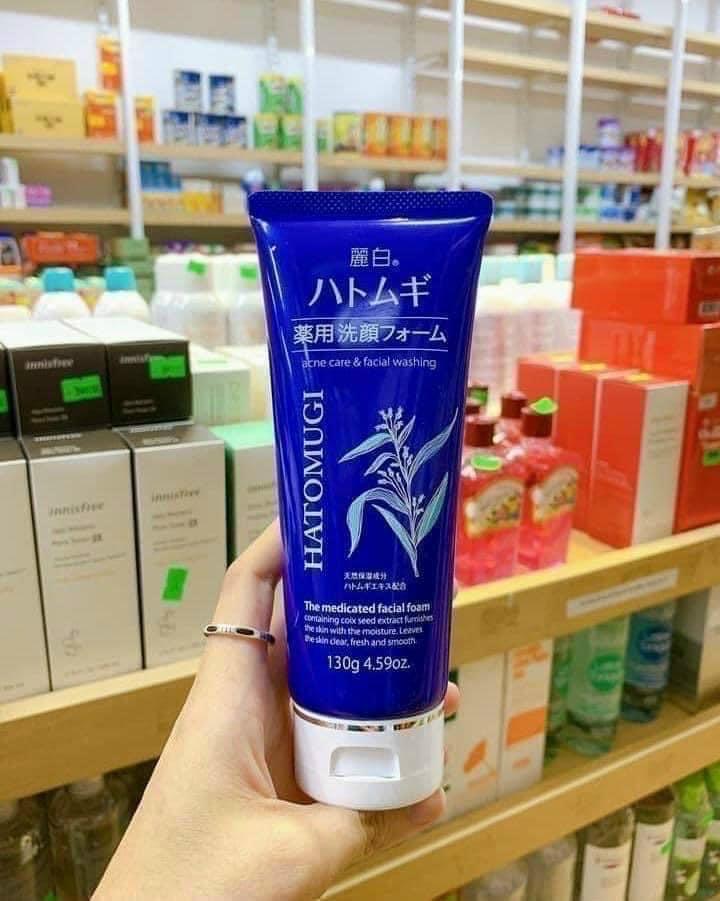 麗白®
ハトムギ
薬用 洗顔フォーム
acne care & facial washing
HATOMUGI
天然保湿成分
ハトムギエキス配合
The medicated facial foam
containing coix seed extract furnishes
the skin with the moisture. Leaves
the skin clear, fresh and smooth.
130g 4.59oz.
innisfree
innisfree
innisfree
innisfree